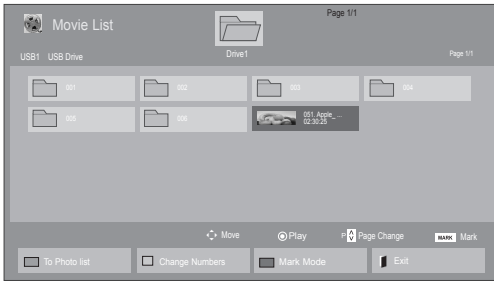 Movie List
Page 1/1
USB1 USB Drive
Drive1
Page 1/1
001
002
003
004
005
006
051. Apple_ ...
02:30:25
Move
Play
P Page Change
MARK Mark
To Photo list
Change Numbers
Mark Mode
Exit